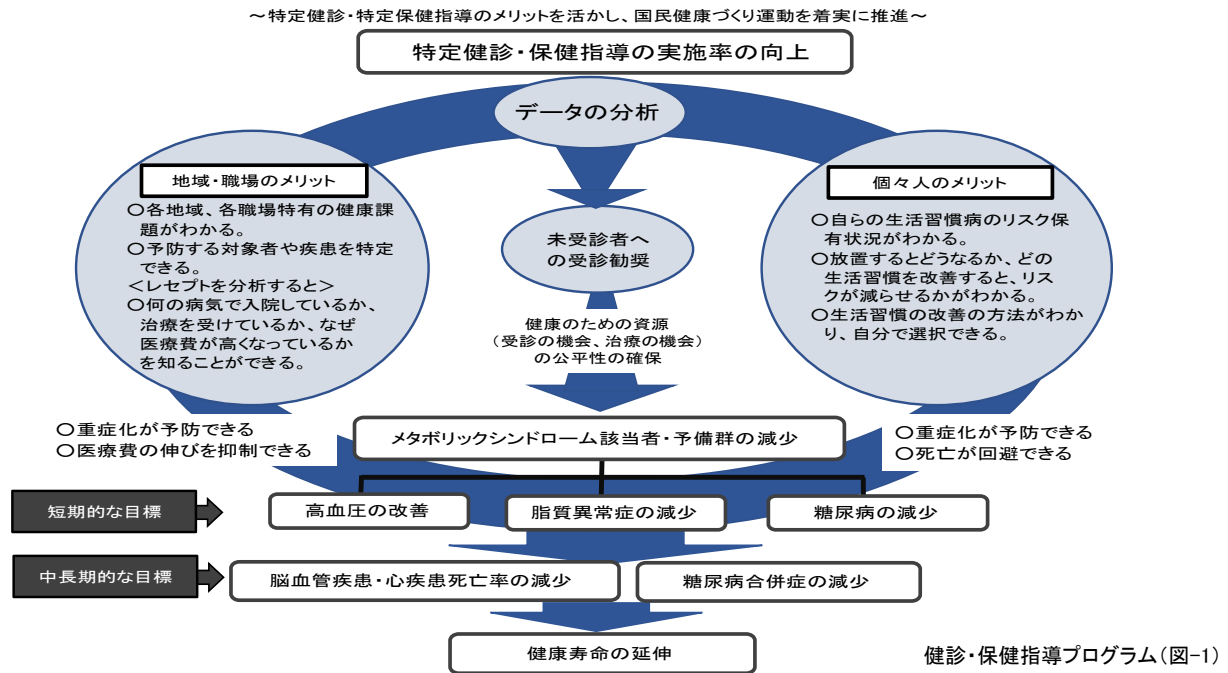 ～特定健診・特定保健指導のメリットを活かし、国民健康づくり運動を着実に推進～
特定健診・保健指導の実施率の向上
データの分析
地域・職場のメリット
○各地域、各職場特有の健康課
題がわかる。
○予防する対象者や疾患を特定
できる。
＜レセプトを分析すると＞
○何の病気で入院しているか、
治療を受けているか、なぜ
医療費が高くなっているか
を知ることができる。
未受診者へ
の受診勧奨
個々人のメリット
○自らの生活習慣病のリスク保
有状況がわかる。
○放置するとどうなるか、どの
生活習慣を改善すると、リス
クが減らせるかがわかる。
○生活習慣の改善の方法がわか
り、自分で選択できる。
健康のための資源
（受診の機会、治療の機会）
の公平性の確保
○重症化が予防できる
○医療費の伸びを抑制できる
メタボリックシンドローム該当者・予備群の減少
○重症化が予防できる
○死亡が回避できる
短期的な目標
高血圧の改善
脂質異常症の減少
糖尿病の減少
中長期的な目標
脳血管疾患・心疾患死亡率の減少
糖尿病合併症の減少
健康寿命の延伸
健診・保健指導プログラム（図-1）